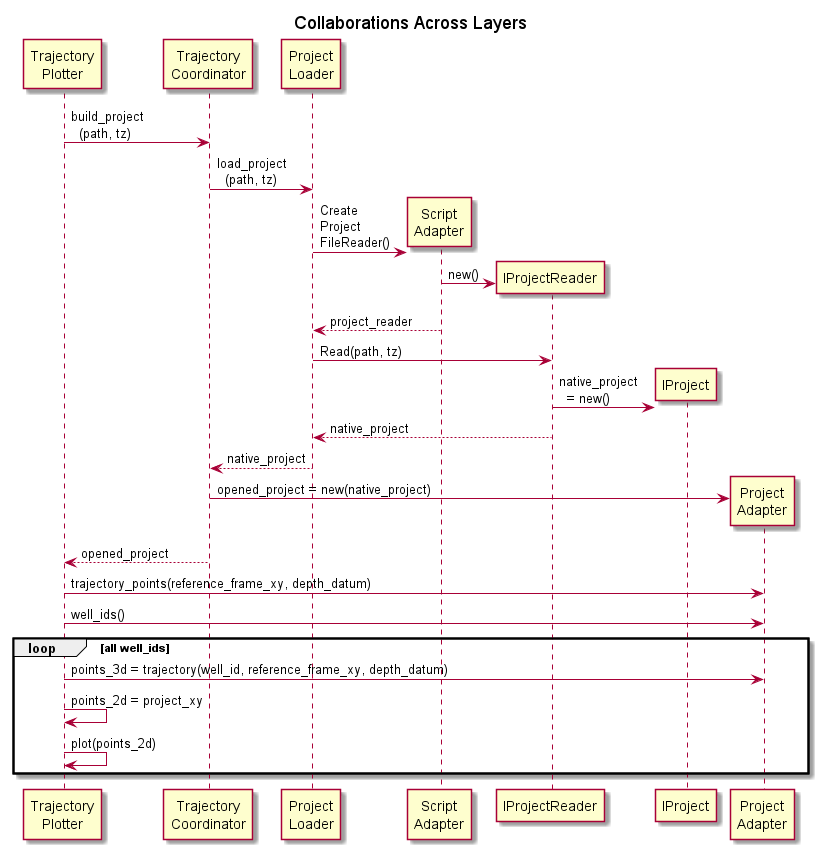 Collaborations Across Layers
Trajectory
Plotter
Trajectory
Coordinator
Project
Loader
build_project
(path, tz)
load_project
(path, tz)
Create
Project
FileReader()
Script
Adapter
new()
IProjectReader
project_reader
Read(path, tz)
native_project
= new()
IProject
native_project
native_project
opened_project = new(native_project)
Project
Adapter
opened_project
trajectory_points(reference_frame_xy, depth_datum)
well_ids()
loop [all well_ids]
points_3d = trajectory(well_id, reference_frame_xy, depth_datum)
points_2d = project_xy
plot(points_2d)
Trajectory
Plotter
Trajectory
Coordinator
Project
Loader
Script
Adapter
IProjectReader
IProject
Project
Adapter